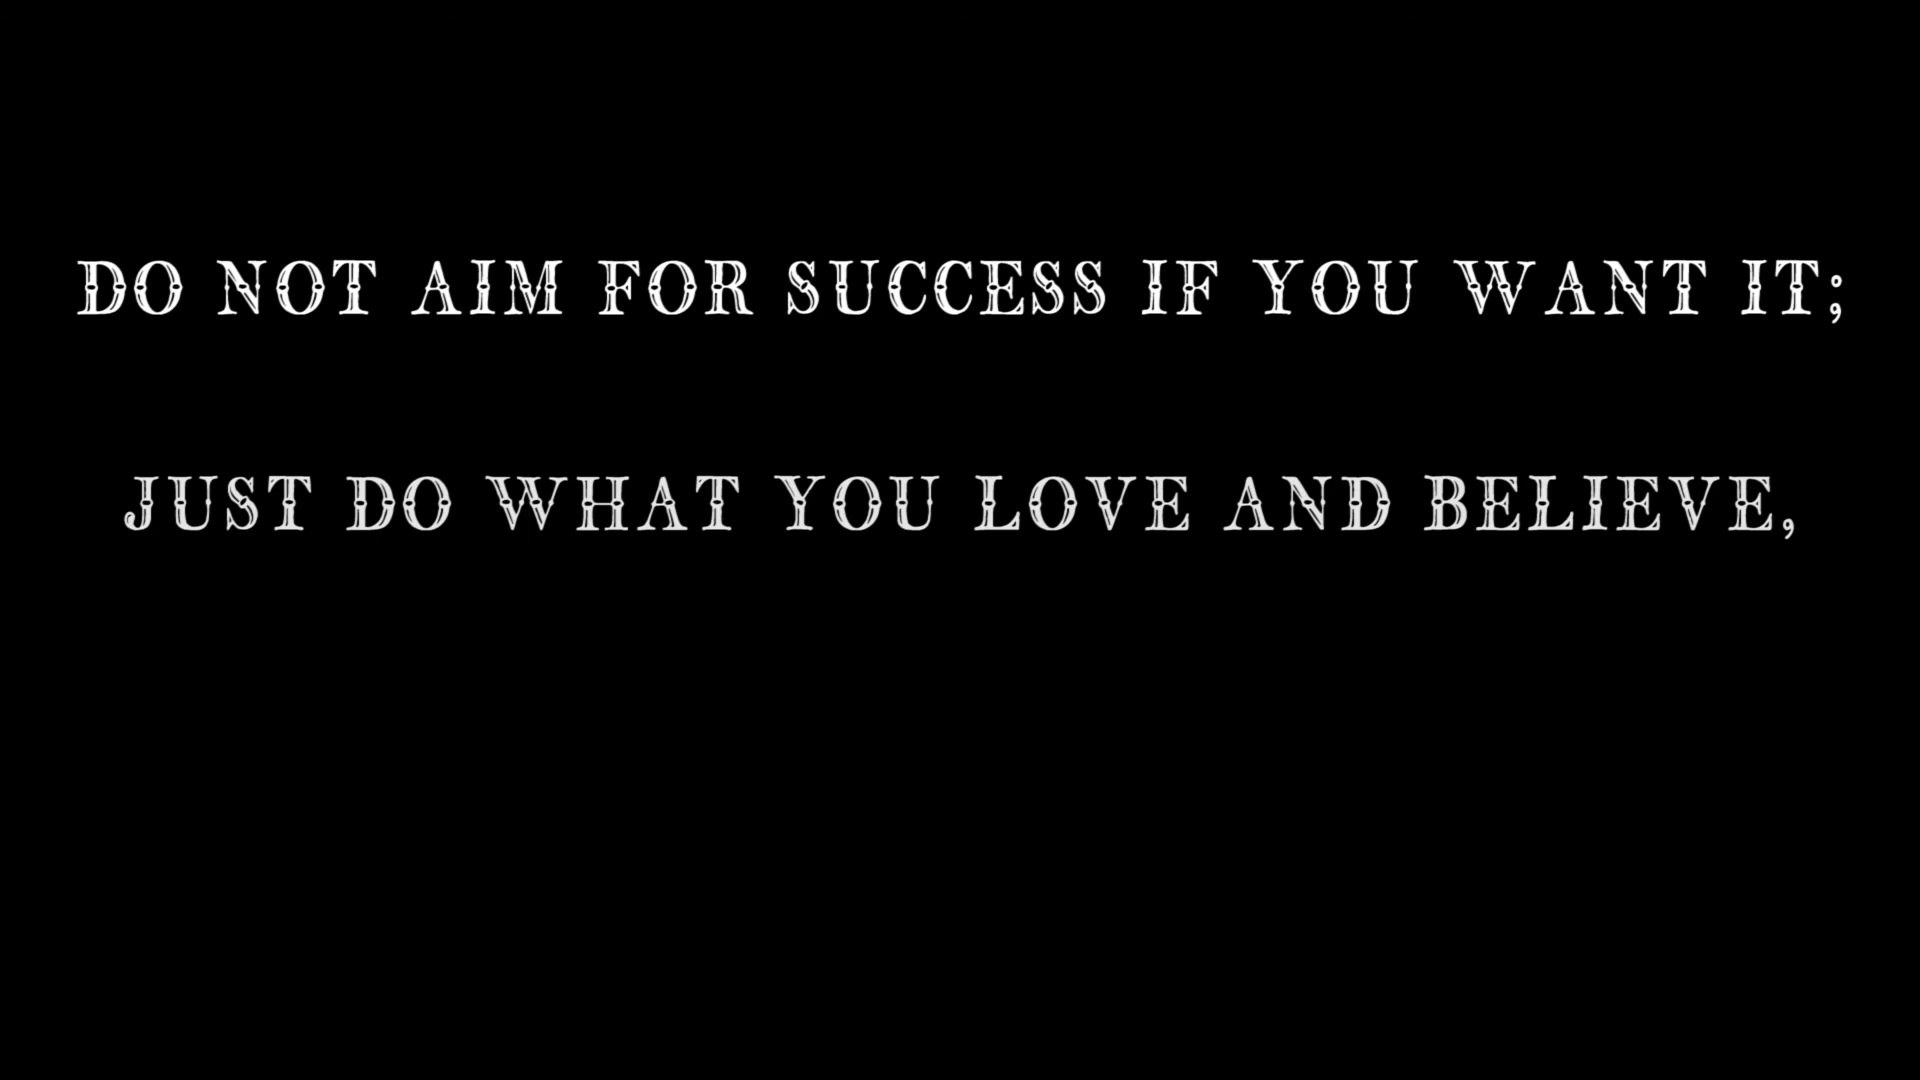 DO NOT AIM FOR SUCCESS IF YOU WANT IT;
JUST DO WHAT YOU LOVE AND BELIEVE,